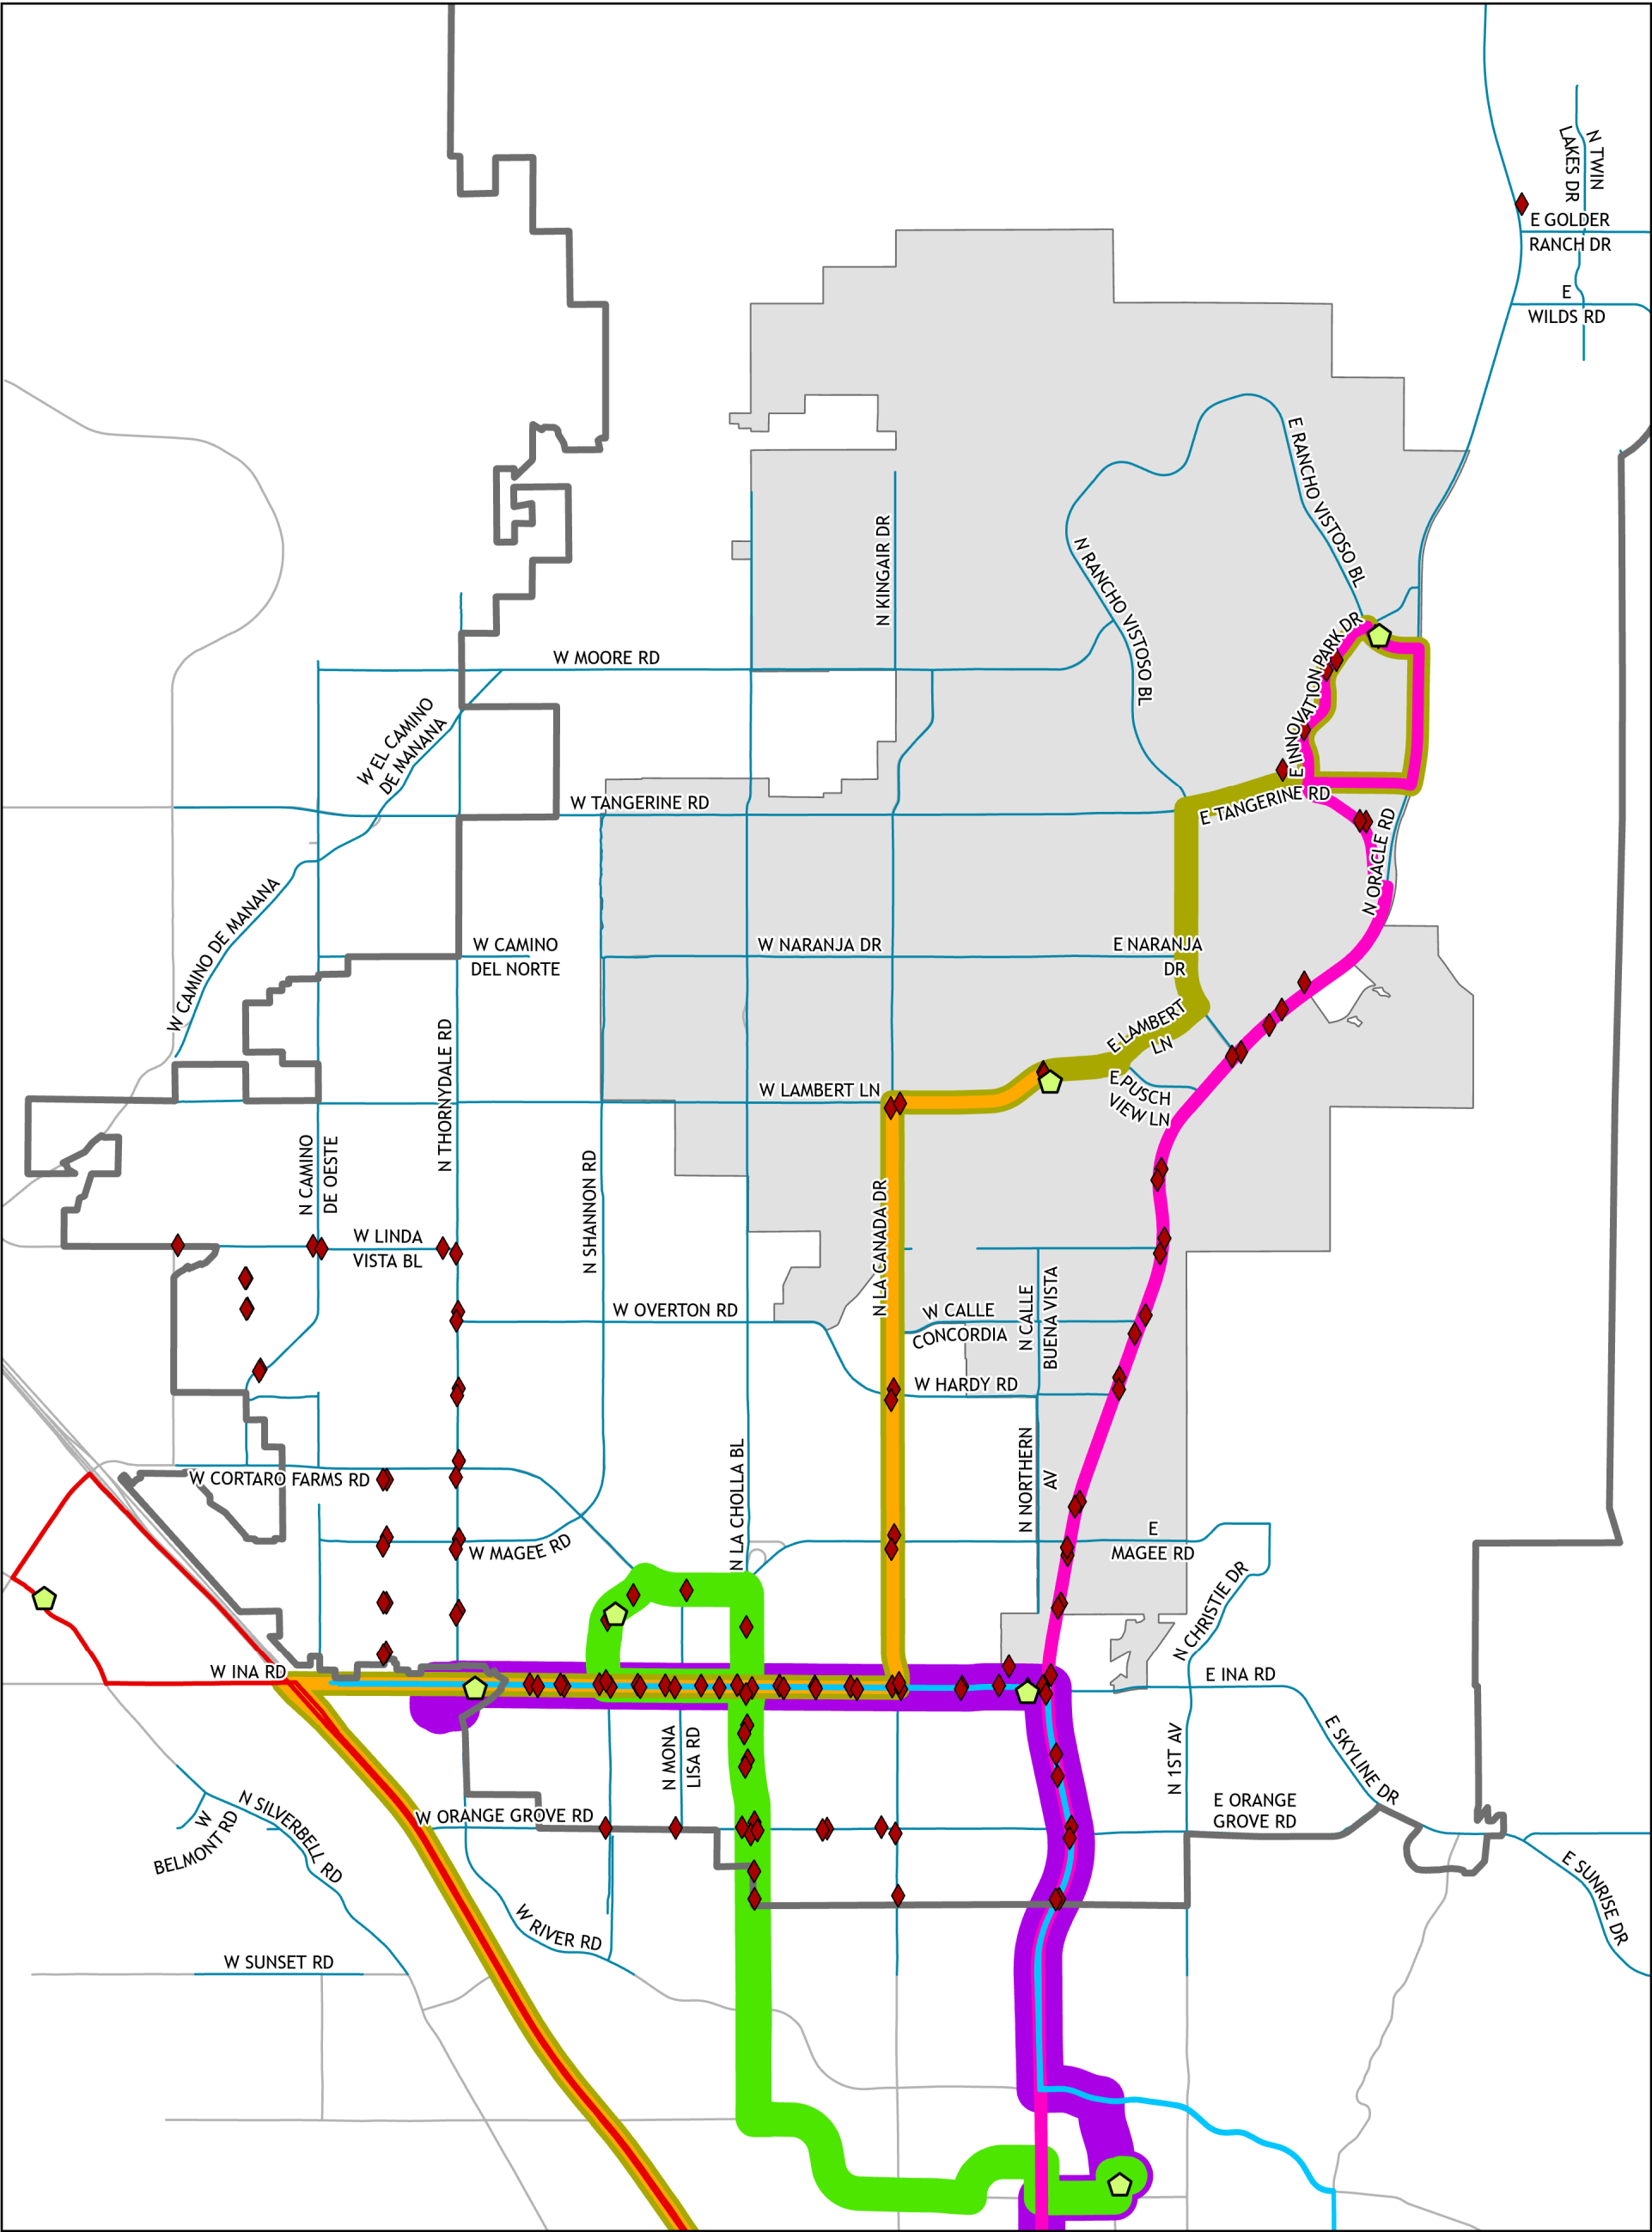 N TWIN
LAKES DR
E GOLDER
RANCH DR
E
WILDS RD
E RANCHO VISTOSO BL
N KINGAIR DR
N RANCHO VISTOSO BL
W MOORE RD
E INNOVATION PARK DR
W EL CAMINO
DE MANANA
W TANGERINE RD
E TANGERINE RD
N ORACLE RD
W CAMINO DE MANANA
W CAMINO
DEL NORTE
W NARANJA DR
E NARANJA
DR
E LAMBERT
LN
N THORNYDALE RD
W LAMBERT LN
E PUSCH
VIEW LN
N CAMINO
DE OESTE
N SHANNON RD
N LA CANADA DR
W LINDA
VISTA BL
W OVERTON RD
W CALLE
CONCORDIA
N CALLE
BUENA VISTA
W HARDY RD
N LA CHOLLA BL
N NORTHERN
AV
W CORTARO FARMS RD
W MAGEE RD
E
MAGEE RD
N CHRISTIE DR
W INA RD
E INA RD
N MONA
LISA RD
N 1ST AV
E SKYLINE DR
W ORANGE GROVE RD
E ORANGE
GROVE RD
W
BELMONT RD
N SILVERBELL RD
E SUNRISE DR
W RIVER RD
W SUNSET RD